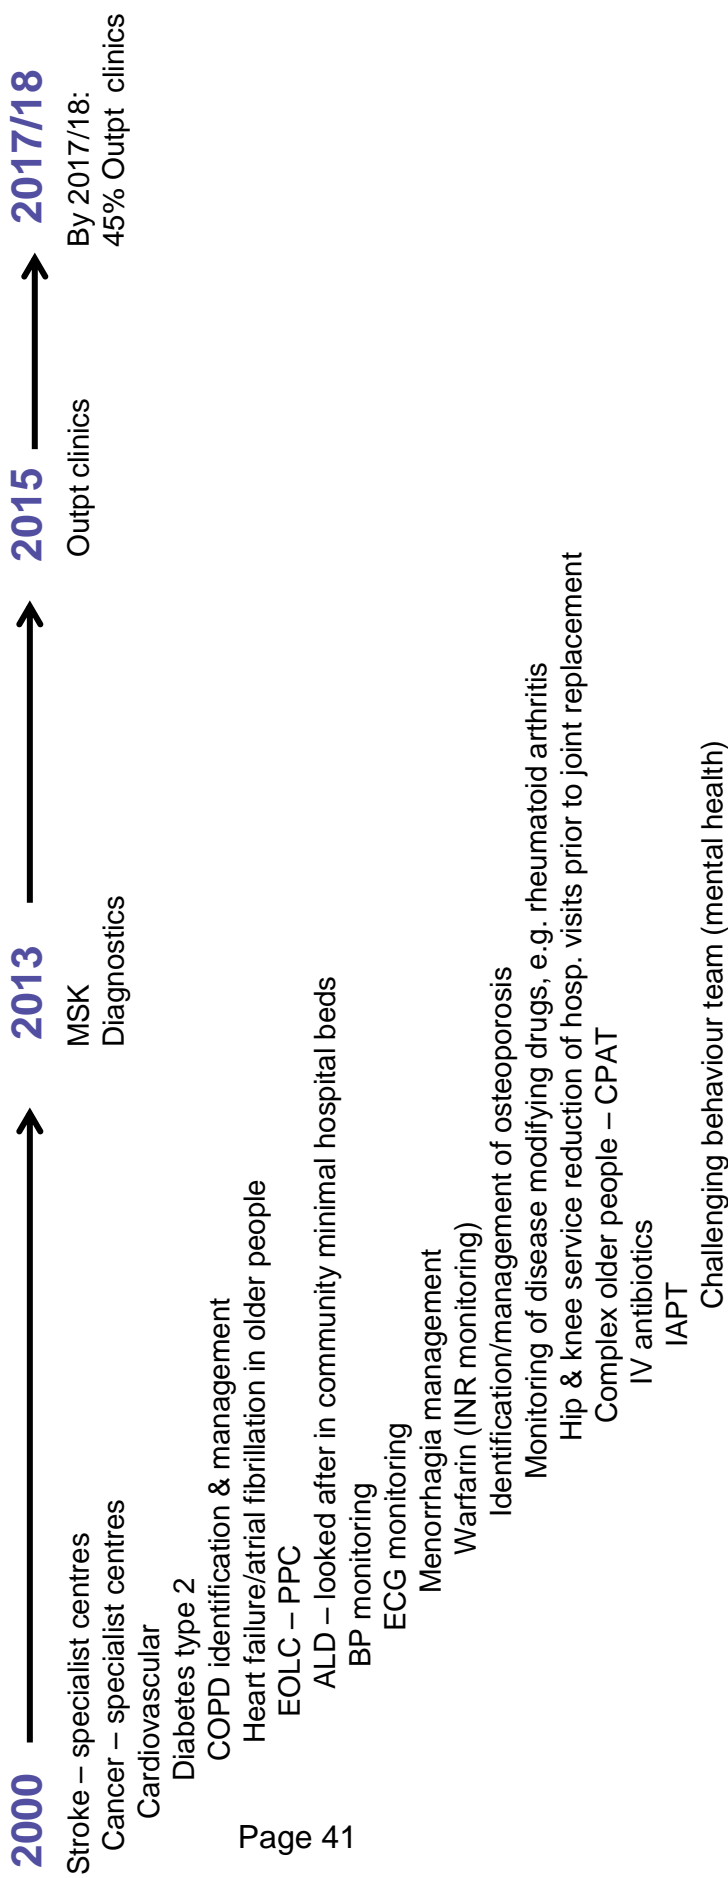 2000
2013
2015
2017/18
Stroke – specialist centres
Cancer – specialist centres
Cardiovascular
Diabetes type 2
COPD identification & management
Heart failure/atrial fibrillation in older people
EOLC – PPC
ALD – looked after in community minimal hospital beds
BP monitoring
ECG monitoring
Menorrhagia management
Warfarin (INR monitoring)
Identification/management of osteoporosis
Monitoring of disease modifying drugs, e.g. rheumatoid arthritis
Hip & knee service reduction of hosp. visits prior to joint replacement
Complex older people – CPAT
IV antibiotics
IAPT
Challenging behaviour team (mental health)
MSK
Diagnostics
Outpt clinics
By 2017/18:
45% Outpt clinics
Page 41